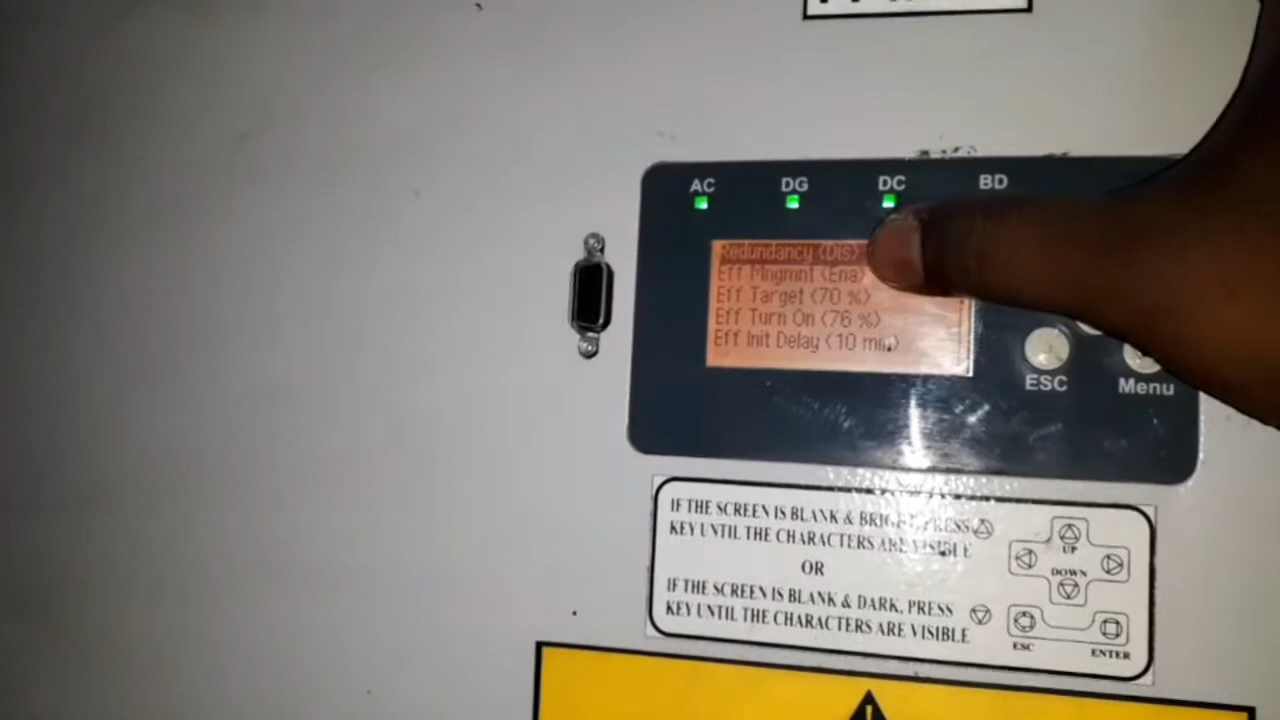 AC DG DC BD
Redundancy <Dis>
Eff Mngmnt <Ena>
Eff Target <70 %>
Eff Turn On <76 %>
Eff Init Delay <10 min>
ESC Menu
IF THE SCREEN IS BLANK & BRIGHT, PRESS
KEY UNTIL THE CHARACTERS ARE VISIBLE
OR
IF THE SCREEN IS BLANK & DARK, PRESS
KEY UNTIL THE CHARACTERS ARE VISIBLE
UP
DOWN
ESC ENTER